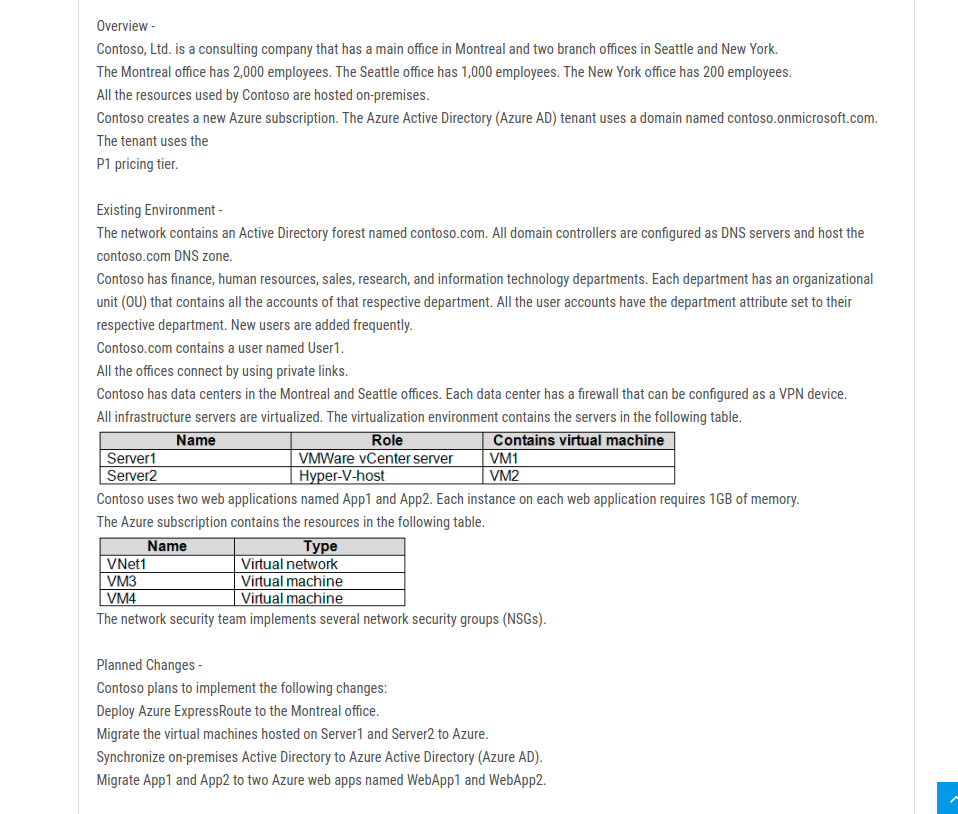 Overview -
Contoso, Ltd. is a consulting company that has a main office in Montreal and two branch offices in Seattle and New York.
The Montreal office has 2,000 employees. The Seattle office has 1,000 employees. The New York office has 200 employees.
All the resources used by Contoso are hosted on-premises.
Contoso creates a new Azure subscription. The Azure Active Directory (Azure AD) tenant uses a domain named contoso.onmicrosoft.com.
The tenant uses the
P1 pricing tier.
Existing Environment -
The network contains an Active Directory forest named contoso.com. All domain controllers are configured as DNS servers and host the
contoso.com DNS zone.
Contoso has finance, human resources, sales, research, and information technology departments. Each department has an organizational
unit (OU) that contains all the accounts of that respective department. All the user accounts have the department attribute set to their
respective department. New users are added frequently.
Contoso.com contains a user named User1.
All the offices connect by using private links.
Contoso has data centers in the Montreal and Seattle offices. Each data center has a firewall that can be configured as a VPN device.
All infrastructure servers are virtualized. The virtualization environment contains the servers in the following table.
Name Role Contains virtual machine
Server1 VMWare vCenter server VM1
Server2 Hyper-V-host VM2
Contoso uses two web applications named App1 and App2. Each instance on each web application requires 1GB of memory.
The Azure subscription contains the resources in the following table.
Name Type
VNet1 Virtual network
VM3 Virtual machine
VM4 Virtual machine
The network security team implements several network security groups (NSGs).
Planned Changes -
Contoso plans to implement the following changes:
Deploy Azure ExpressRoute to the Montreal office.
Migrate the virtual machines hosted on Server1 and Server2 to Azure.
Synchronize on-premises Active Directory to Azure Active Directory (Azure AD).
Migrate App1 and App2 to two Azure web apps named WebApp1 and WebApp2.